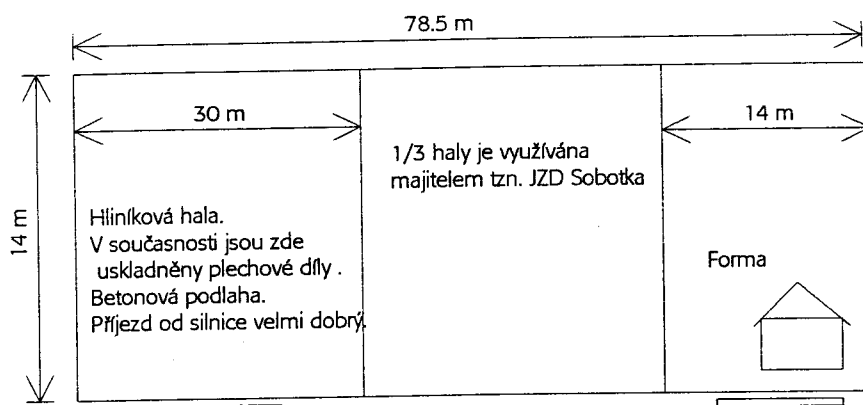 78.5 m
30 m
14 m
1/3 haly je využívána
majitelem tzn. JZD Sobotka
14 m
Hliníková hala.
V současnosti jsou zde
uskladněny plechové díly .
Betonová podlaha.
Příjezd od silnice velmi dobrý.
Forma